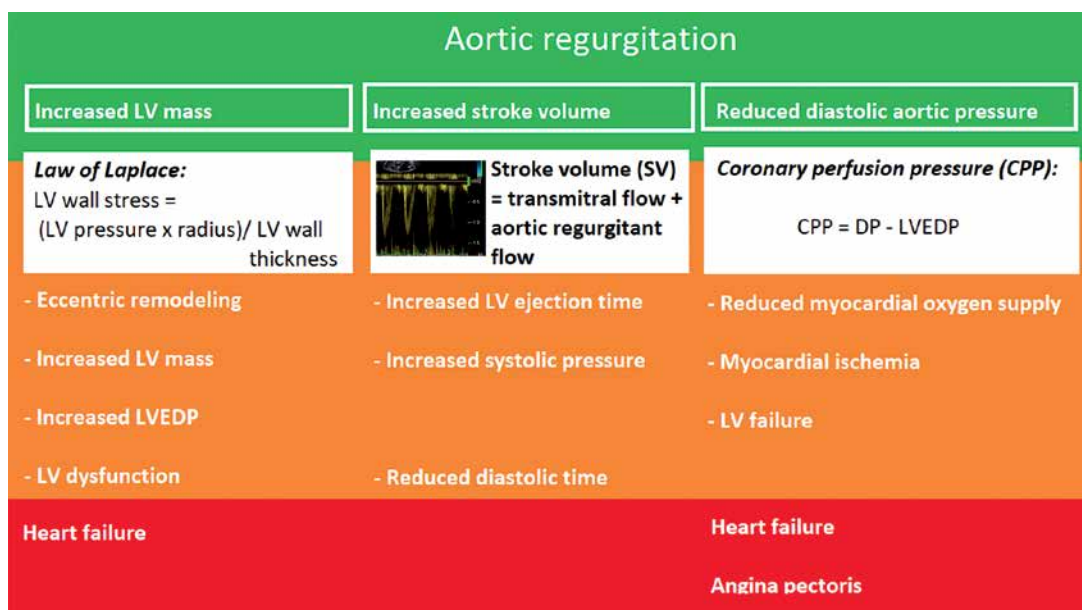 Aortic regurgitation
Increased LV mass
Law of Laplace:
LV wall stress =
(LV pressure x radius)/ LV wall
thickness
- Eccentric remodeling
- Increased LV mass
- Increased LVEDP
- LV dysfunction
Heart failure
Increased stroke volume
Stroke volume (SV)
= transmitral flow +
aortic regurgitant
flow
- Increased LV ejection time
- Increased systolic pressure
- Reduced diastolic time
Reduced diastolic aortic pressure
Coronary perfusion pressure (CPP):
CPP = DP - LVEDP
- Reduced myocardial oxygen supply
- Myocardial ischemia
- LV failure
Heart failure
Angina pectoris